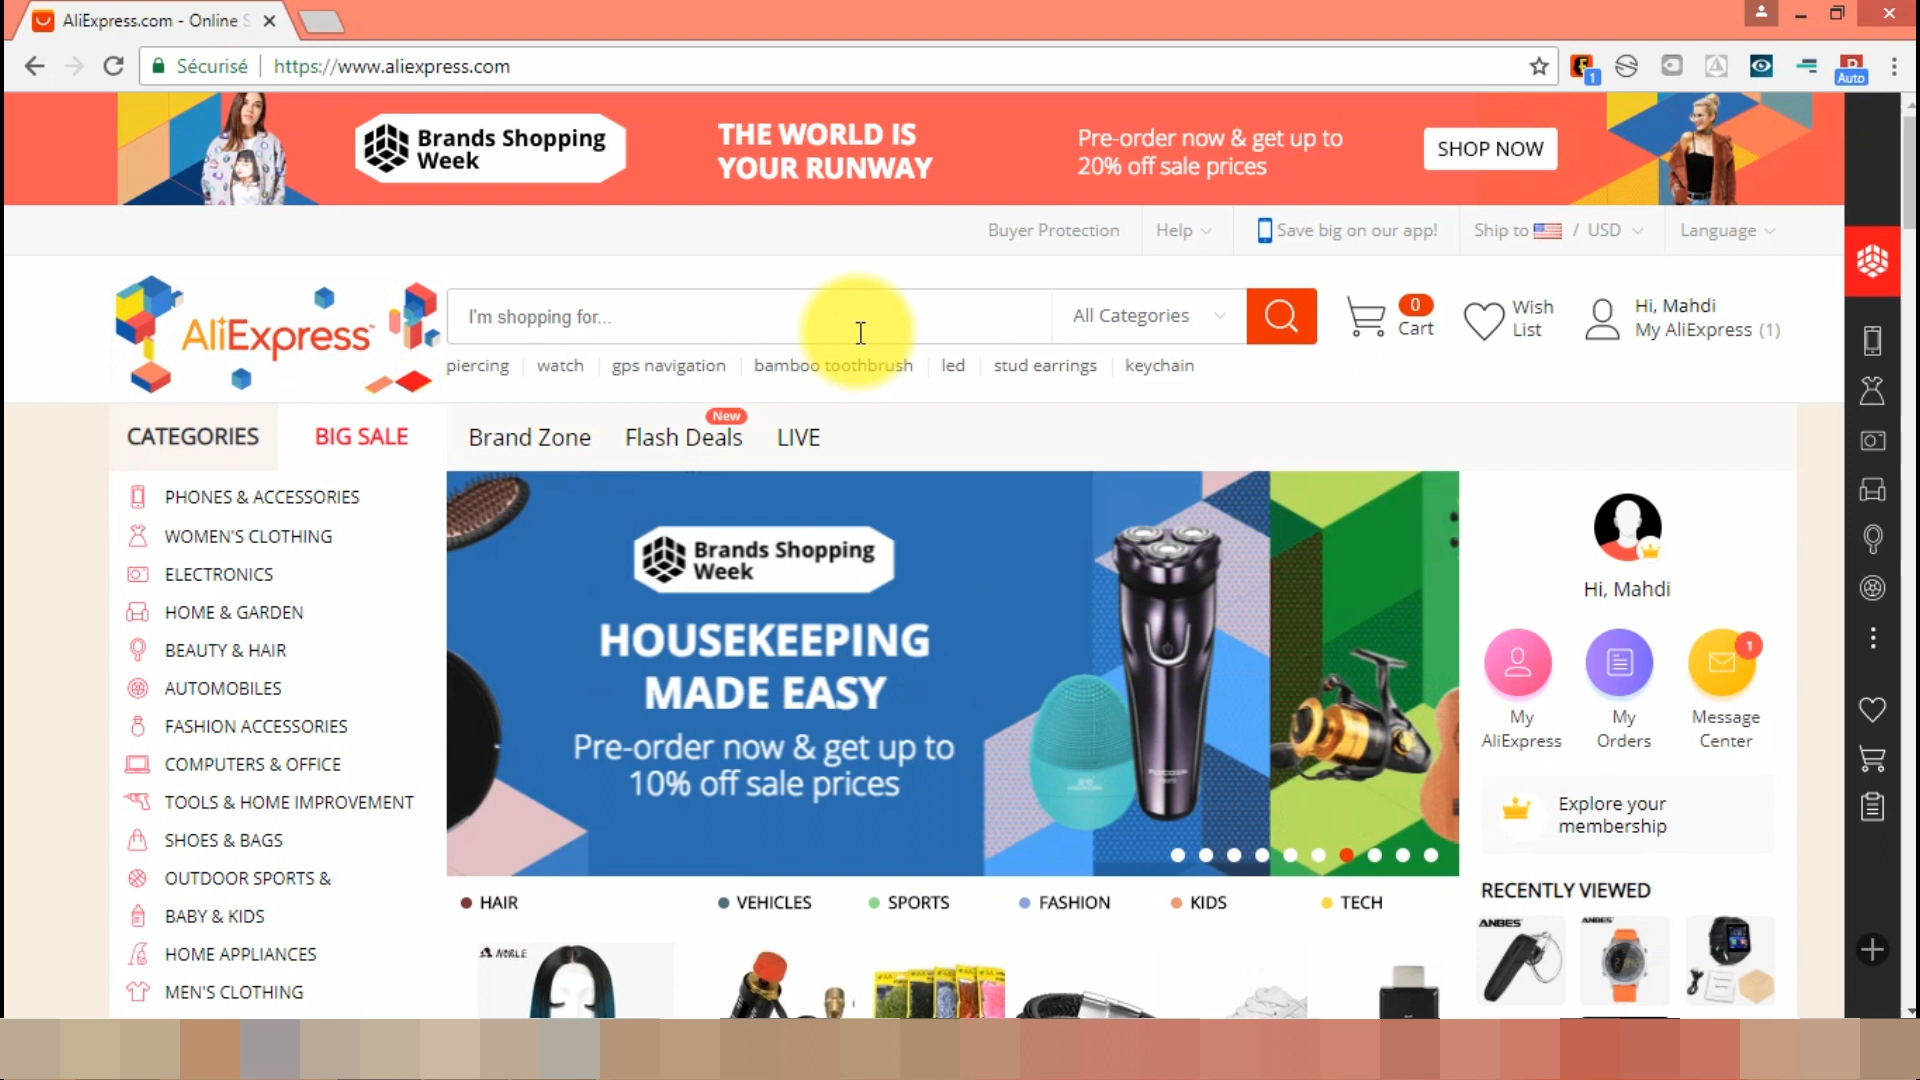 AliExpress.com - Online S
Sécurisé
https://www.aliexpress.com
1
Auto
Brands Shopping
Week
THE WORLD IS
YOUR RUNWAY
Pre-order now & get up to
20% off sale prices
SHOP NOW
Buyer Protection
Help
Save big on our app!
Ship to / USD
Language
AliExpress
I'm shopping for...
All Categories
0
Cart
Wish
List
Hi, Mahdi
My AliExpress (1)
piercing
watch
gps navigation
bamboo toothbrush
led
stud earrings
keychain
CATEGORIES
BIG SALE
Brand Zone
New
Flash Deals
LIVE
PHONES & ACCESSORIES
WOMEN'S CLOTHING
ELECTRONICS
HOME & GARDEN
BEAUTY & HAIR
AUTOMOBILES
FASHION ACCESSORIES
COMPUTERS & OFFICE
TOOLS & HOME IMPROVEMENT
SHOES & BAGS
OUTDOOR SPORTS &
BABY & KIDS
HOME APPLIANCES
MEN'S CLOTHING
Brands Shopping
Week
HOUSEKEEPING
MADE EASY
Pre-order now & get up to
10% off sale prices
Hi, Mahdi
1
My
AliExpress
My
Orders
Message
Center
Explore your
membership
RECENTLY VIEWED
ANBES
ANBES
HAIR
VEHICLES
SPORTS
FASHION
KIDS
TECH
NOBLE